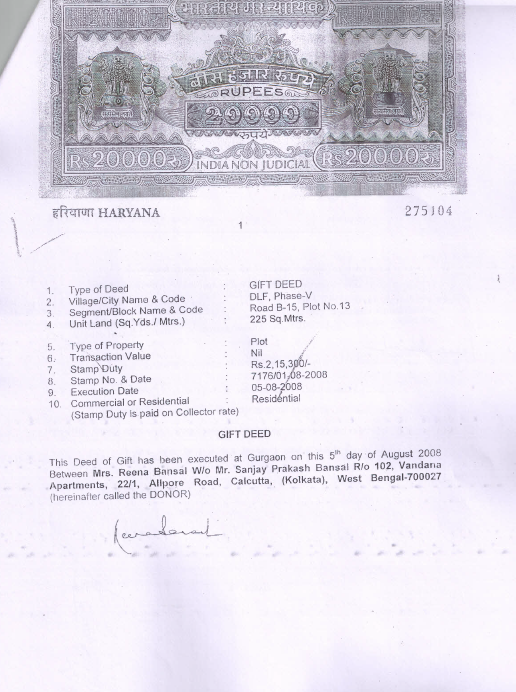 भारतीय गैर न्यायिक
बीस हजार रूपये
RUPEES
20000
रूपये
Rs.20000रू.
INDIA NON JUDICIAL
Rs.20000रू.
हरियाणा HARYANA
275104
1
1. Type of Deed : GIFT DEED
2. Village/City Name & Code : DLF, Phase-V
3. Segment/Block Name & Code : Road B-15, Plot No.13
4. Unit Land (Sq.Yds./ Mtrs.) : 225 Sq.Mtrs.
5. Type of Property : Plot
6. Transaction Value : Nil
7. Stamp Duty : Rs.2,15,300/-
8. Stamp No. & Date : 7176/01-08-2008
9. Execution Date : 05-08-2008
10. Commercial or Residential : Residential
(Stamp Duty is paid on Collector rate)
GIFT DEED
This Deed of Gift has been executed at Gurgaon on this 5th day of August 2008
Between Mrs. Reena Bansal W/o Mr. Sanjay Prakash Bansal R/o 102, Vandana
Apartments, 22/1, Allpore Road, Calcutta, (Kolkata), West Bengal-700027
(hereinafter called the DONOR)